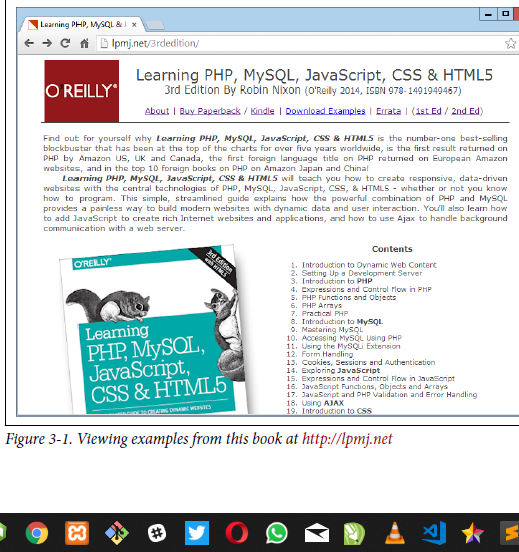 Learning PHP, MySQL & J
lpmj.net/3rdedition/
O REILLY®
Learning PHP, MySQL, JavaScript, CSS & HTML5
3rd Edition By Robin Nixon (O'Reilly 2014, ISBN 978-1491949467)
About | Buy Paperback / Kindle | Download Examples | Errata | (1st Ed / 2nd Ed)
Find out for yourself why Learning PHP, MySQL, JavaScript, CSS & HTML5 is the number-one best-selling
blockbuster that has been at the top of the charts for over five years worldwide, is the first result returned on
PHP by Amazon US, UK and Canada, the first foreign language title on PHP returned on European Amazon
websites, and in the top 10 foreign books on PHP on Amazon Japan and China!
Learning PHP, MySQL, JavaScript, CSS & HTML5 will teach you how to create responsive, data-driven
websites with the central technologies of PHP, MySQL, JavaScript, CSS, & HTML5 - whether or not you know
how to program. This simple, streamlined guide explains how the powerful combination of PHP and MySQL
provides a painless way to build modern websites with dynamic data and user interaction. You'll also learn how
to add JavaScript to create rich Internet websites and applications, and how to use Ajax to handle background
communication with a web server.
O'REILLY®
3rd Edition
with HTML5
Learning
PHP, MySQL,
JavaScript,
CSS & HTML5
GUIDE TO CREATING DYNAMIC WEBSITES
Contents
1. Introduction to Dynamic Web Content
2. Setting Up a Development Server
3. Introduction to PHP
4. Expressions and Control Flow in PHP
5. PHP Functions and Objects
6. PHP Arrays
7. Practical PHP
8. Introduction to MySQL
9. Mastering MySQL
10. Accessing MySQL Using PHP
11. Using the MySQLi Extension
12. Form Handling
13. Cookies, Sessions and Authentication
14. Exploring JavaScript
15. Expressions and Control Flow in JavaScript
16. JavaScript Functions, Objects and Arrays
17. JavaScript and PHP Validation and Error Handling
18. Using AJAX
19. Introduction to CSS
Figure 3-1. Viewing examples from this book at http://lpmj.net